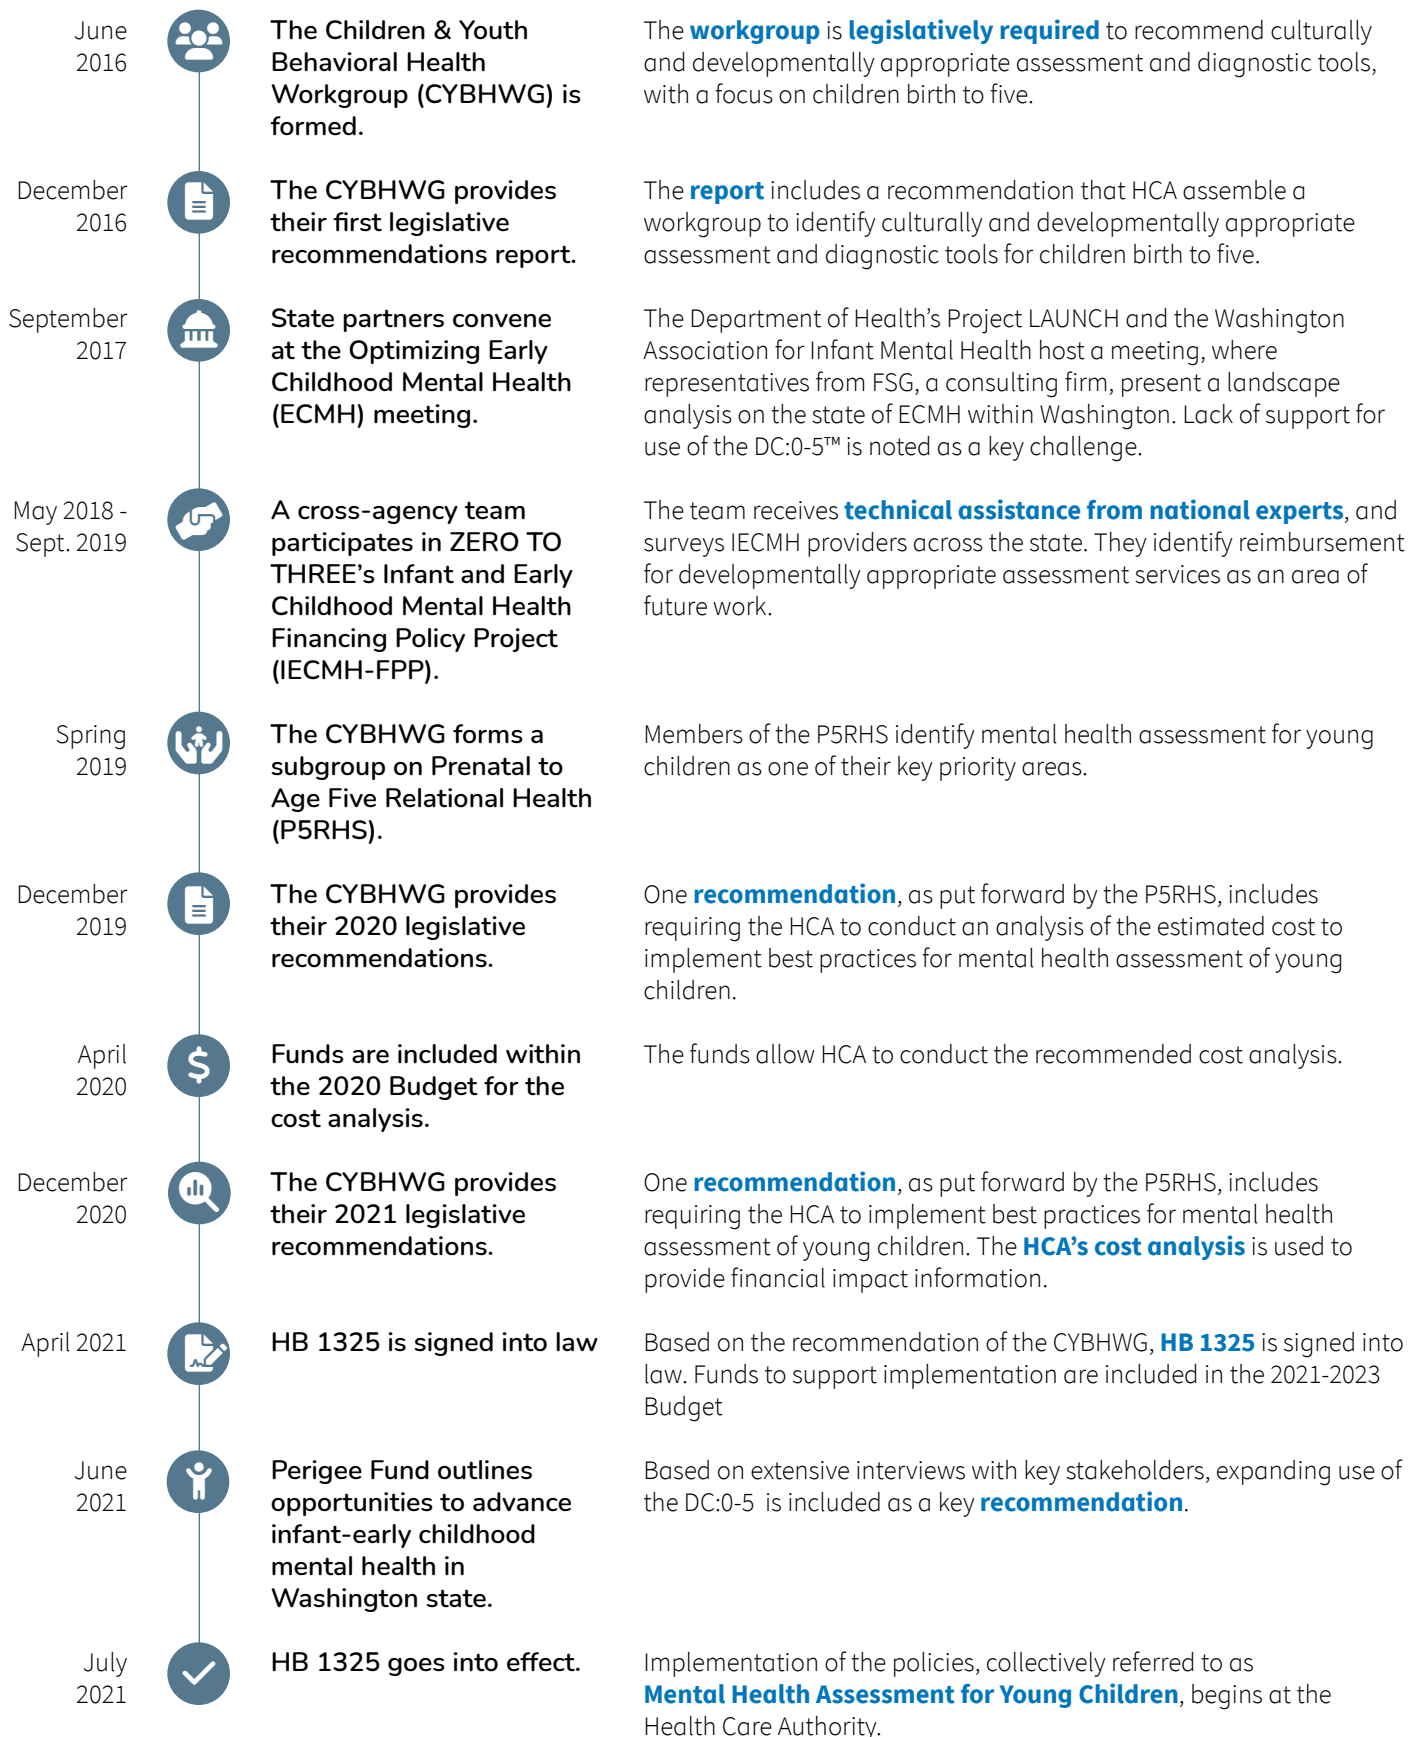 June
2016
The Children & Youth
Behavioral Health
Workgroup (CYBHWG) is
formed.
The workgroup is legislatively required to recommend culturally
and developmentally appropriate assessment and diagnostic tools,
with a focus on children birth to five.
December
2016
The CYBHWG provides
their first legislative
recommendations report.
The report includes a recommendation that HCA assemble a
workgroup to identify culturally and developmentally appropriate
assessment and diagnostic tools for children birth to five.
September
2017
State partners convene
at the Optimizing Early
Childhood Mental Health
(ECMH) meeting.
The Department of Health's Project LAUNCH and the Washington
Association for Infant Mental Health host a meeting, where
representatives from FSG, a consulting firm, present a landscape
analysis on the state of ECMH within Washington. Lack of support for
use of the DC:0-5™ is noted as a key challenge.
May 2018 -
Sept. 2019
A cross-agency team
participates in ZERO TO
THREE's Infant and Early
Childhood Mental Health
Financing Policy Project
(IECMH-FPP).
The team receives technical assistance from national experts, and
surveys IECMH providers across the state. They identify reimbursement
for developmentally appropriate assessment services as an area of
future work.
Spring
2019
The CYBHWG forms a
subgroup on Prenatal to
Age Five Relational Health
(P5RHS).
Members of the P5RHS identify mental health assessment for young
children as one of their key priority areas.
December
2019
The CYBHWG provides
their 2020 legislative
recommendations.
One recommendation, as put forward by the P5RHS, includes
requiring the HCA to conduct an analysis of the estimated cost to
implement best practices for mental health assessment of young
children.
April
2020
Funds are included within
the 2020 Budget for the
cost analysis.
The funds allow HCA to conduct the recommended cost analysis.
December
2020
The CYBHWG provides
their 2021 legislative
recommendations.
One recommendation, as put forward by the P5RHS, includes
requiring the HCA to implement best practices for mental health
assessment of young children. The HCA's cost analysis is used to
provide financial impact information.
April 2021
HB 1325 is signed into law
Based on the recommendation of the CYBHWG, HB 1325 is signed into
law. Funds to support implementation are included in the 2021-2023
Budget
June
2021
Perigee Fund outlines
opportunities to advance
infant-early childhood
mental health in
Washington state.
Based on extensive interviews with key stakeholders, expanding use of
the DC:0-5 is included as a key recommendation.
July
2021
HB 1325 goes into effect.
Implementation of the policies, collectively referred to as
Mental Health Assessment for Young Children, begins at the
Health Care Authority.